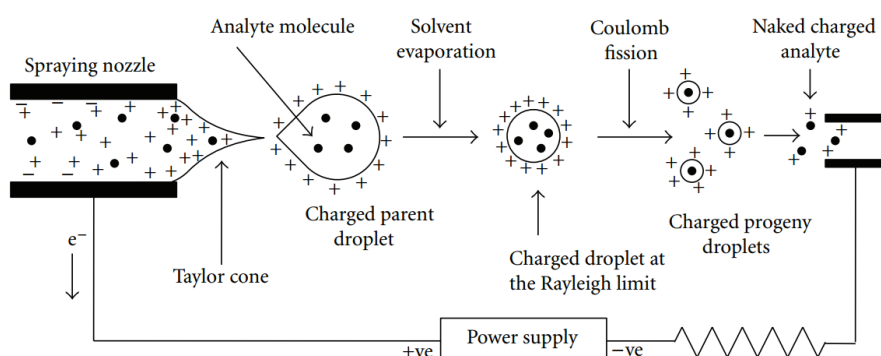 Analyte molecule
Solvent
evaporation
Coulomb
fission
Naked charged
analyte
Spraying nozzle
Charged parent
droplet
Charged progeny
droplets
e−
Taylor cone
Charged droplet at
the Rayleigh limit
+ve
Power supply
−ve